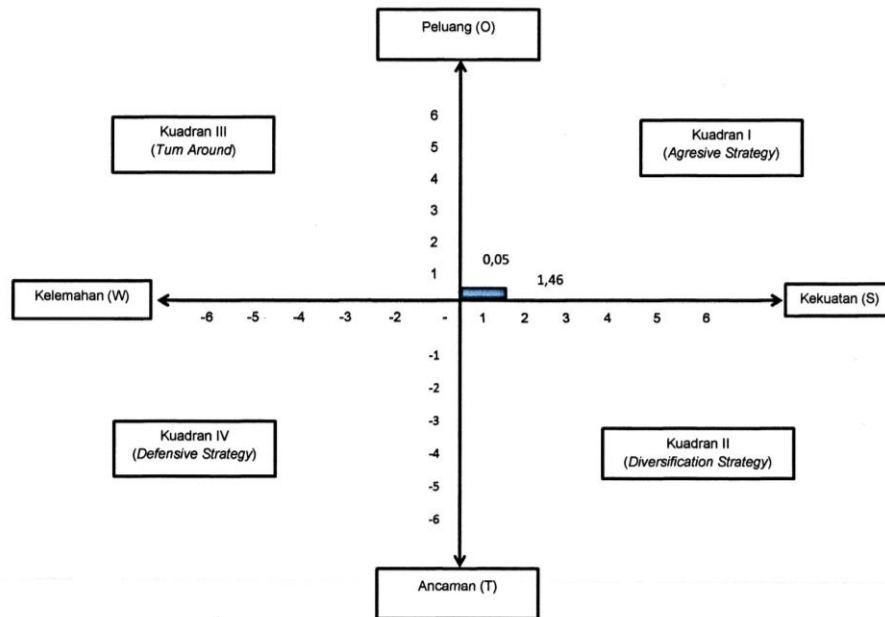 Peluang (O)
Kuadran III
(Turn Around)
Kuadran I
(Agresive Strategy)
6
5
4
3
2
1
0,05
1,46
Kelemahan (W)
Kekuatan (S)
-6 -5 -4 -3 -2 - 1 2 3 4 5 6
-1
-2
-3
-4
-5
-6
Kuadran IV
(Defensive Strategy)
Kuadran II
(Diversification Strategy)
Ancaman (T)